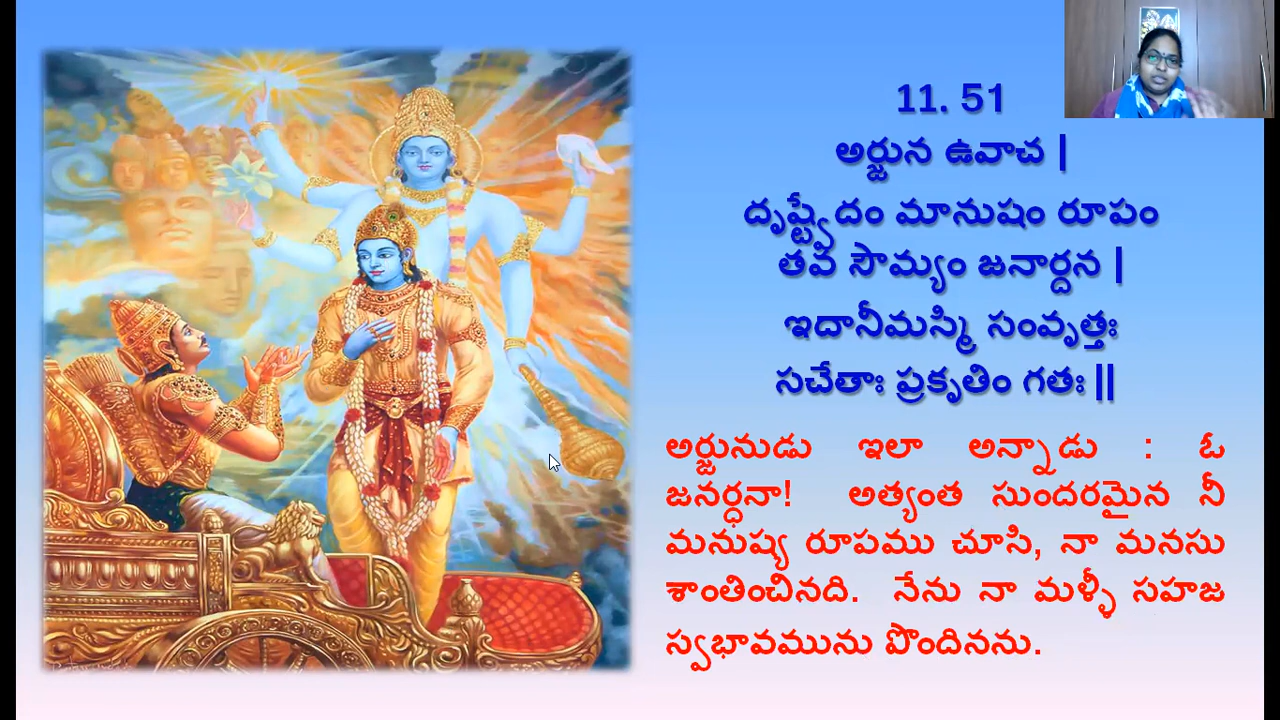 11. 51
అర్జున ఉవాచ |
దృష్ట్వేదం మానుషం రూపం
తవ సౌమ్యం జనార్దన |
ఇదానీమస్మి సంవృత్తః
సచేతాః ప్రకృతిం గతః ||
అర్జునుడు ఇలా అన్నాడు : ఓ
జనర్ధనా! అత్యంత సుందరమైన నీ
మనుష్య రూపము చూసి, నా మనసు
శాంతించినది. నేను నా మళ్ళీ సహజ
స్వభావమును పొందినను.